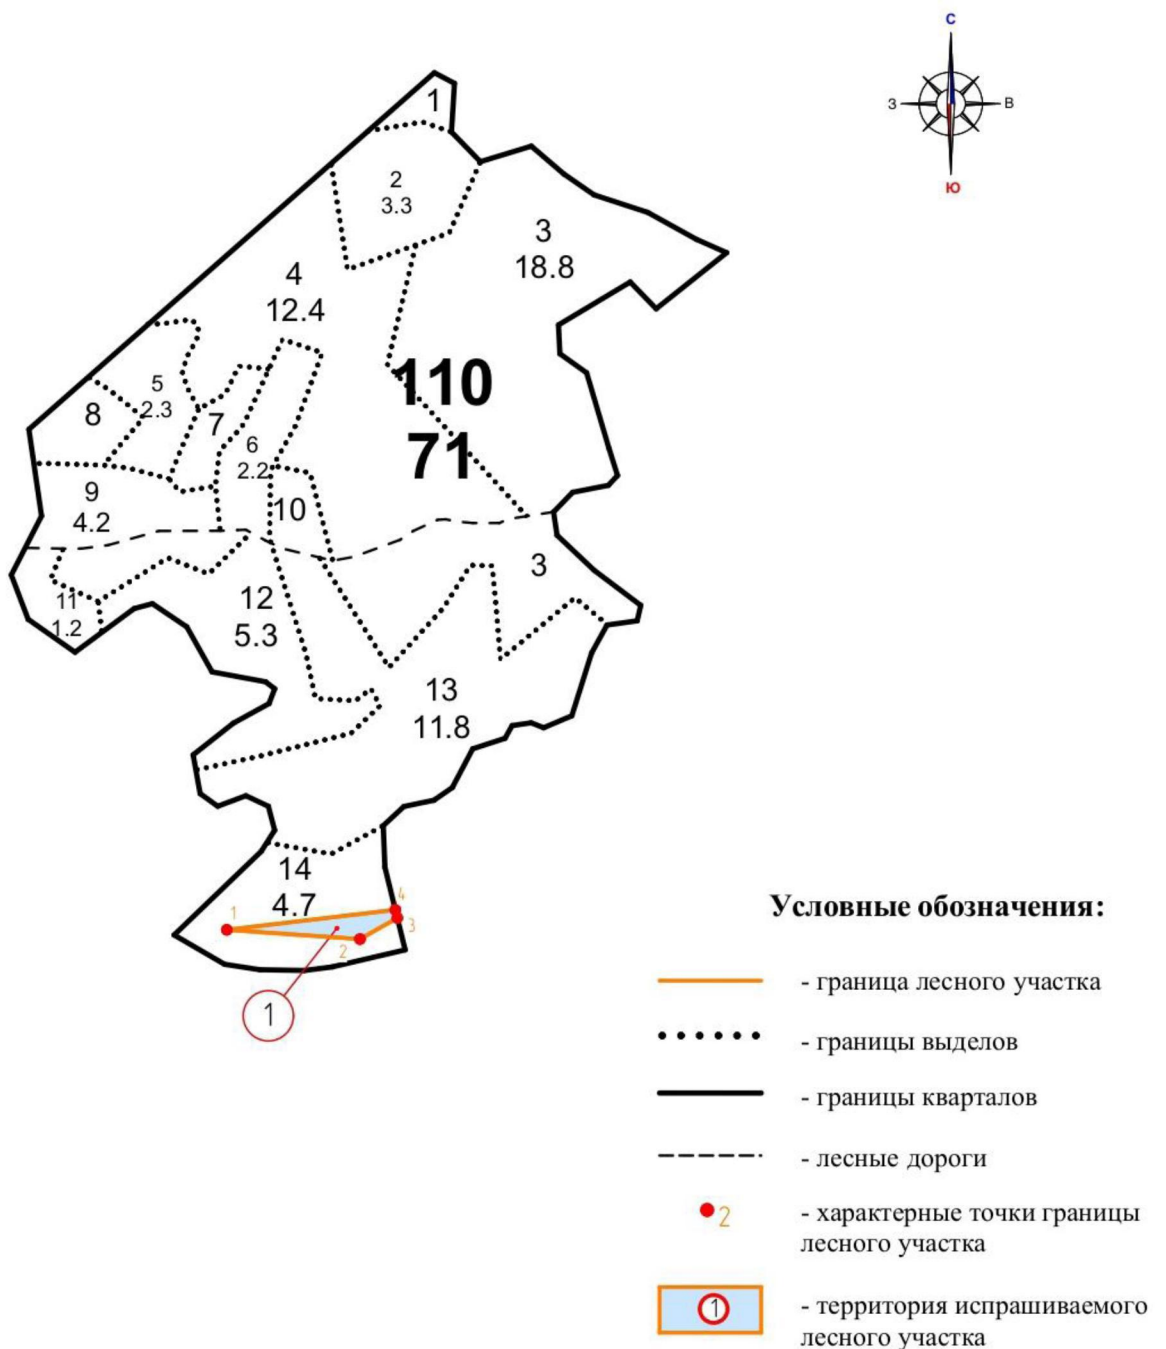 С
З
В
Ю
1
2
3.3
3
18.8
4
12.4
110
71
5
2.3
8
7
6
2.2
9
4.2
10
3
11
1.2
12
5.3
13
11.8
14
4.7
1
4
3
2
1
Условные обозначения:
- граница лесного участка
- границы выделов
- границы кварталов
- лесные дороги
2
- характерные точки границы
лесного участка
1
- территория испрашиваемого
лесного участка